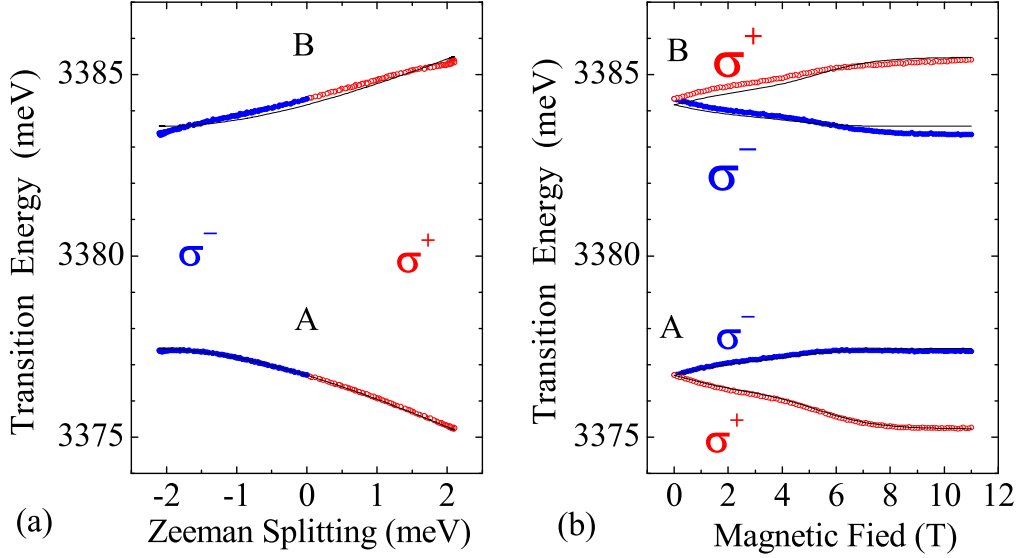 Transition Energy (meV)
3385
3380
3375
B
σ⁻
σ⁺
A
-2 -1 0 1 2
(a) Zeeman Splitting (meV)
Transition Energy (meV)
3385
3380
3375
B
σ⁺
σ⁻
A
σ⁻
σ⁺
0 2 4 6 8 10 12
(b) Magnetic Fied (T)